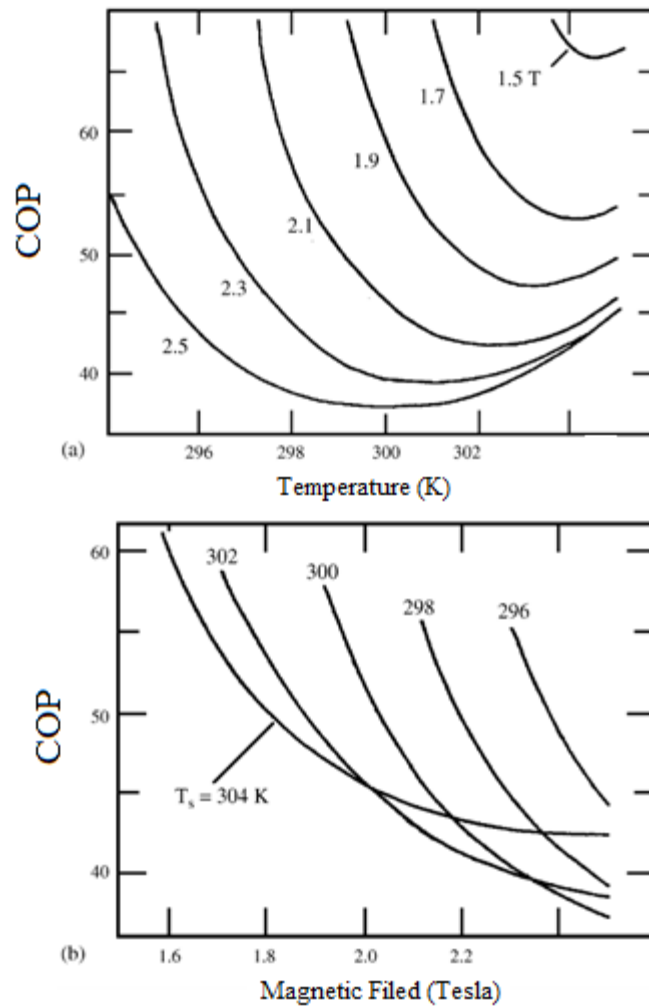 COP
60
50
40
1.5 T
1.7
1.9
2.1
2.3
2.5
(a)
296 298 300 302
Temperature (K)
COP
60
50
40
302
300
298
296
Ts = 304 K
(b)
1.6 1.8 2.0 2.2
Magnetic Filed (Tesla)